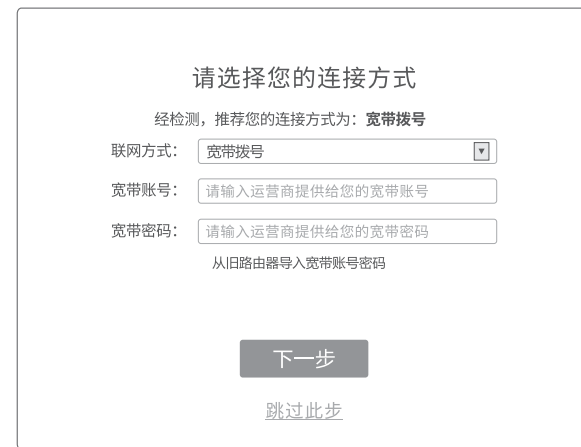 请选择您的连接方式
经检测，推荐您的连接方式为：宽带拨号
联网方式： 宽带拨号
宽带账号： 请输入运营商提供给您的宽带账号
宽带密码： 请输入运营商提供给您的宽带密码
从旧路由器导入宽带账号密码
下一步
跳过此步